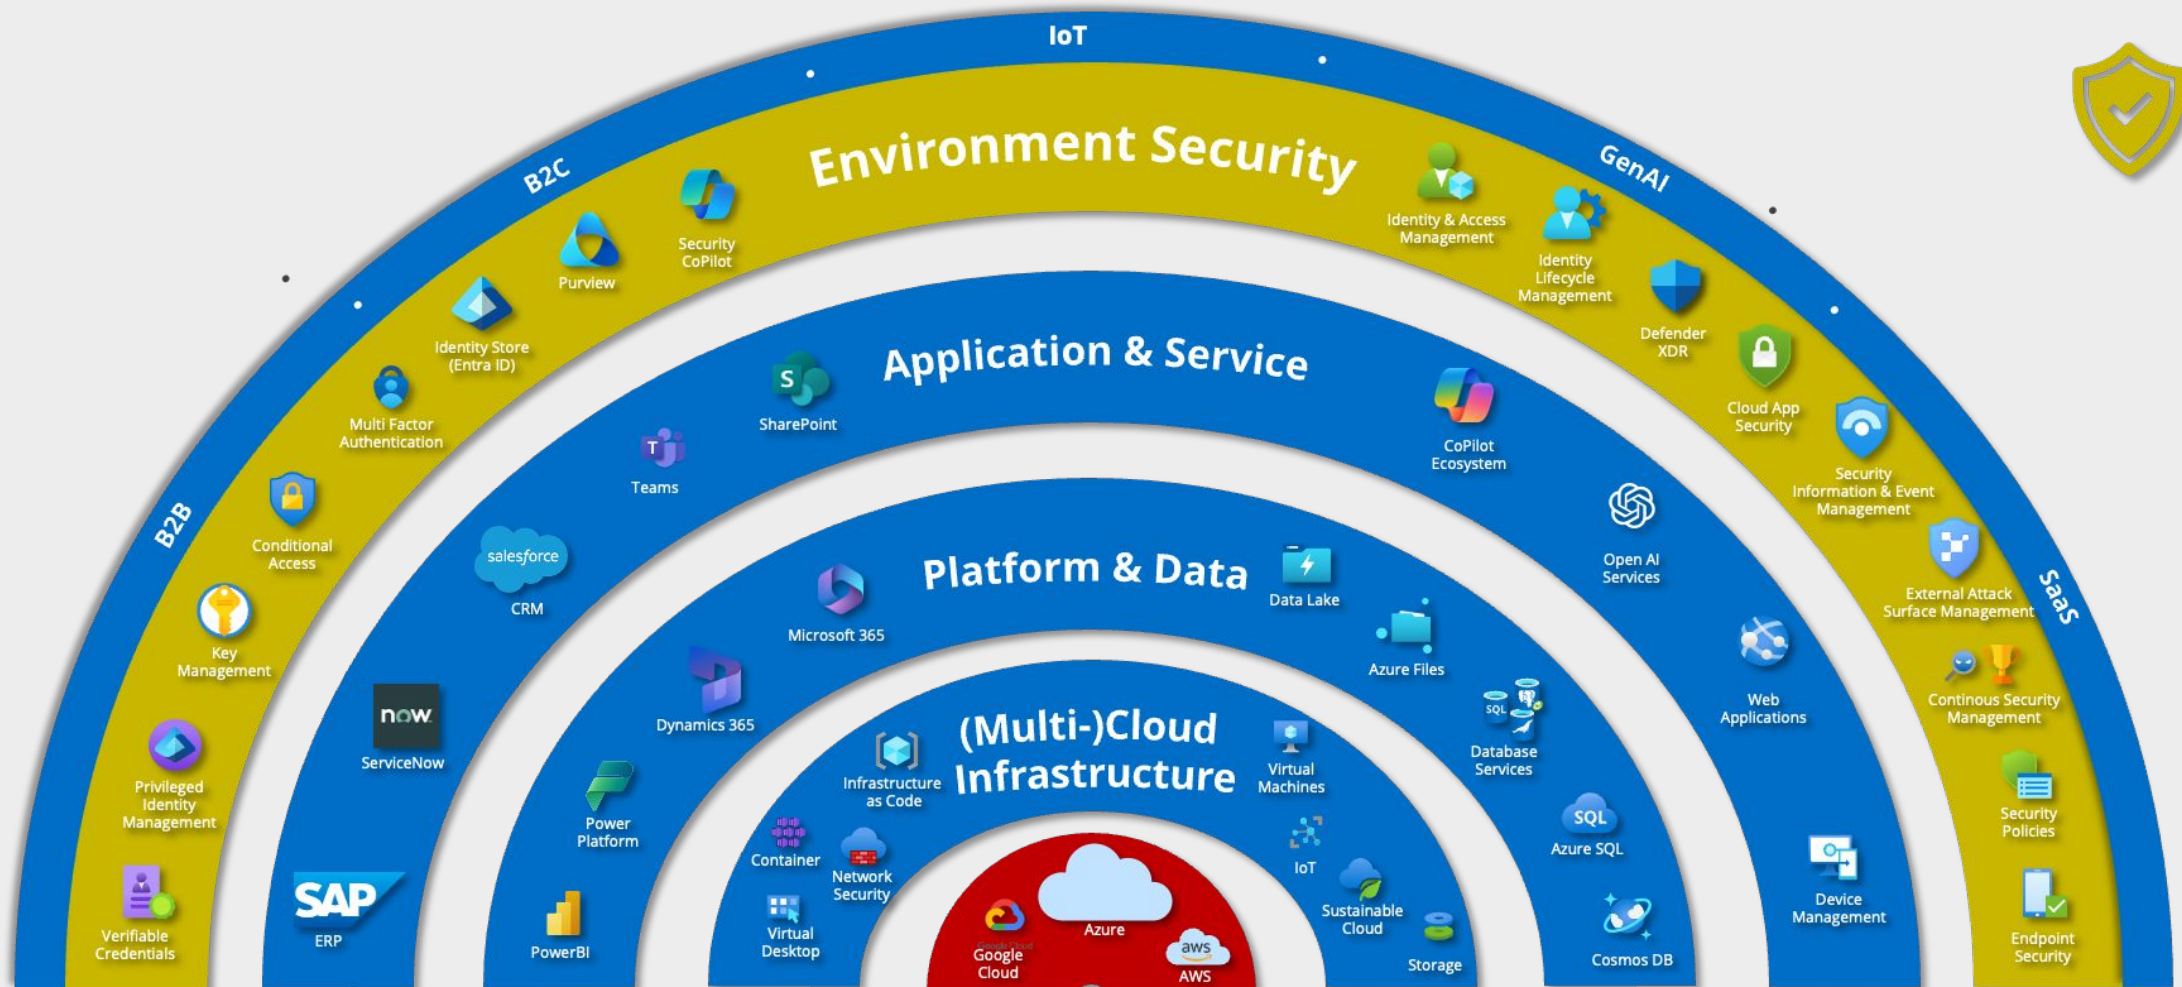 IoT
B2C
GenAI
B2B
SaaS
Environment Security
Security
CoPilot
Purview
Identity Store
(Entra ID)
Multi Factor
Authentication
Conditional
Access
Key
Management
Privileged
Identity
Management
Verifiable
Credentials
Identity & Access
Management
Identity
Lifecycle
Management
Defender
XDR
Cloud App
Security
Security
Information & Event
Management
External Attack
Surface Management
Continous Security
Management
Security
Policies
Endpoint
Security
Application & Service
S
SharePoint
T
Teams
salesforce
CRM
now
ServiceNow
SAP
ERP
CoPilot
Ecosystem
Open AI
Services
Web
Applications
Device
Management
Platform & Data
Microsoft 365
Dynamics 365
Power
Platform
PowerBI
Data Lake
Azure Files
SQL
Database
Services
SQL
Azure SQL
Cosmos DB
(Multi-)Cloud
Infrastructure
Infrastructure
as Code
Container
Network
Security
Virtual
Desktop
Virtual
Machines
IoT
Sustainable
Cloud
Storage
Azure
Google Cloud
Google
Cloud
aws
AWS